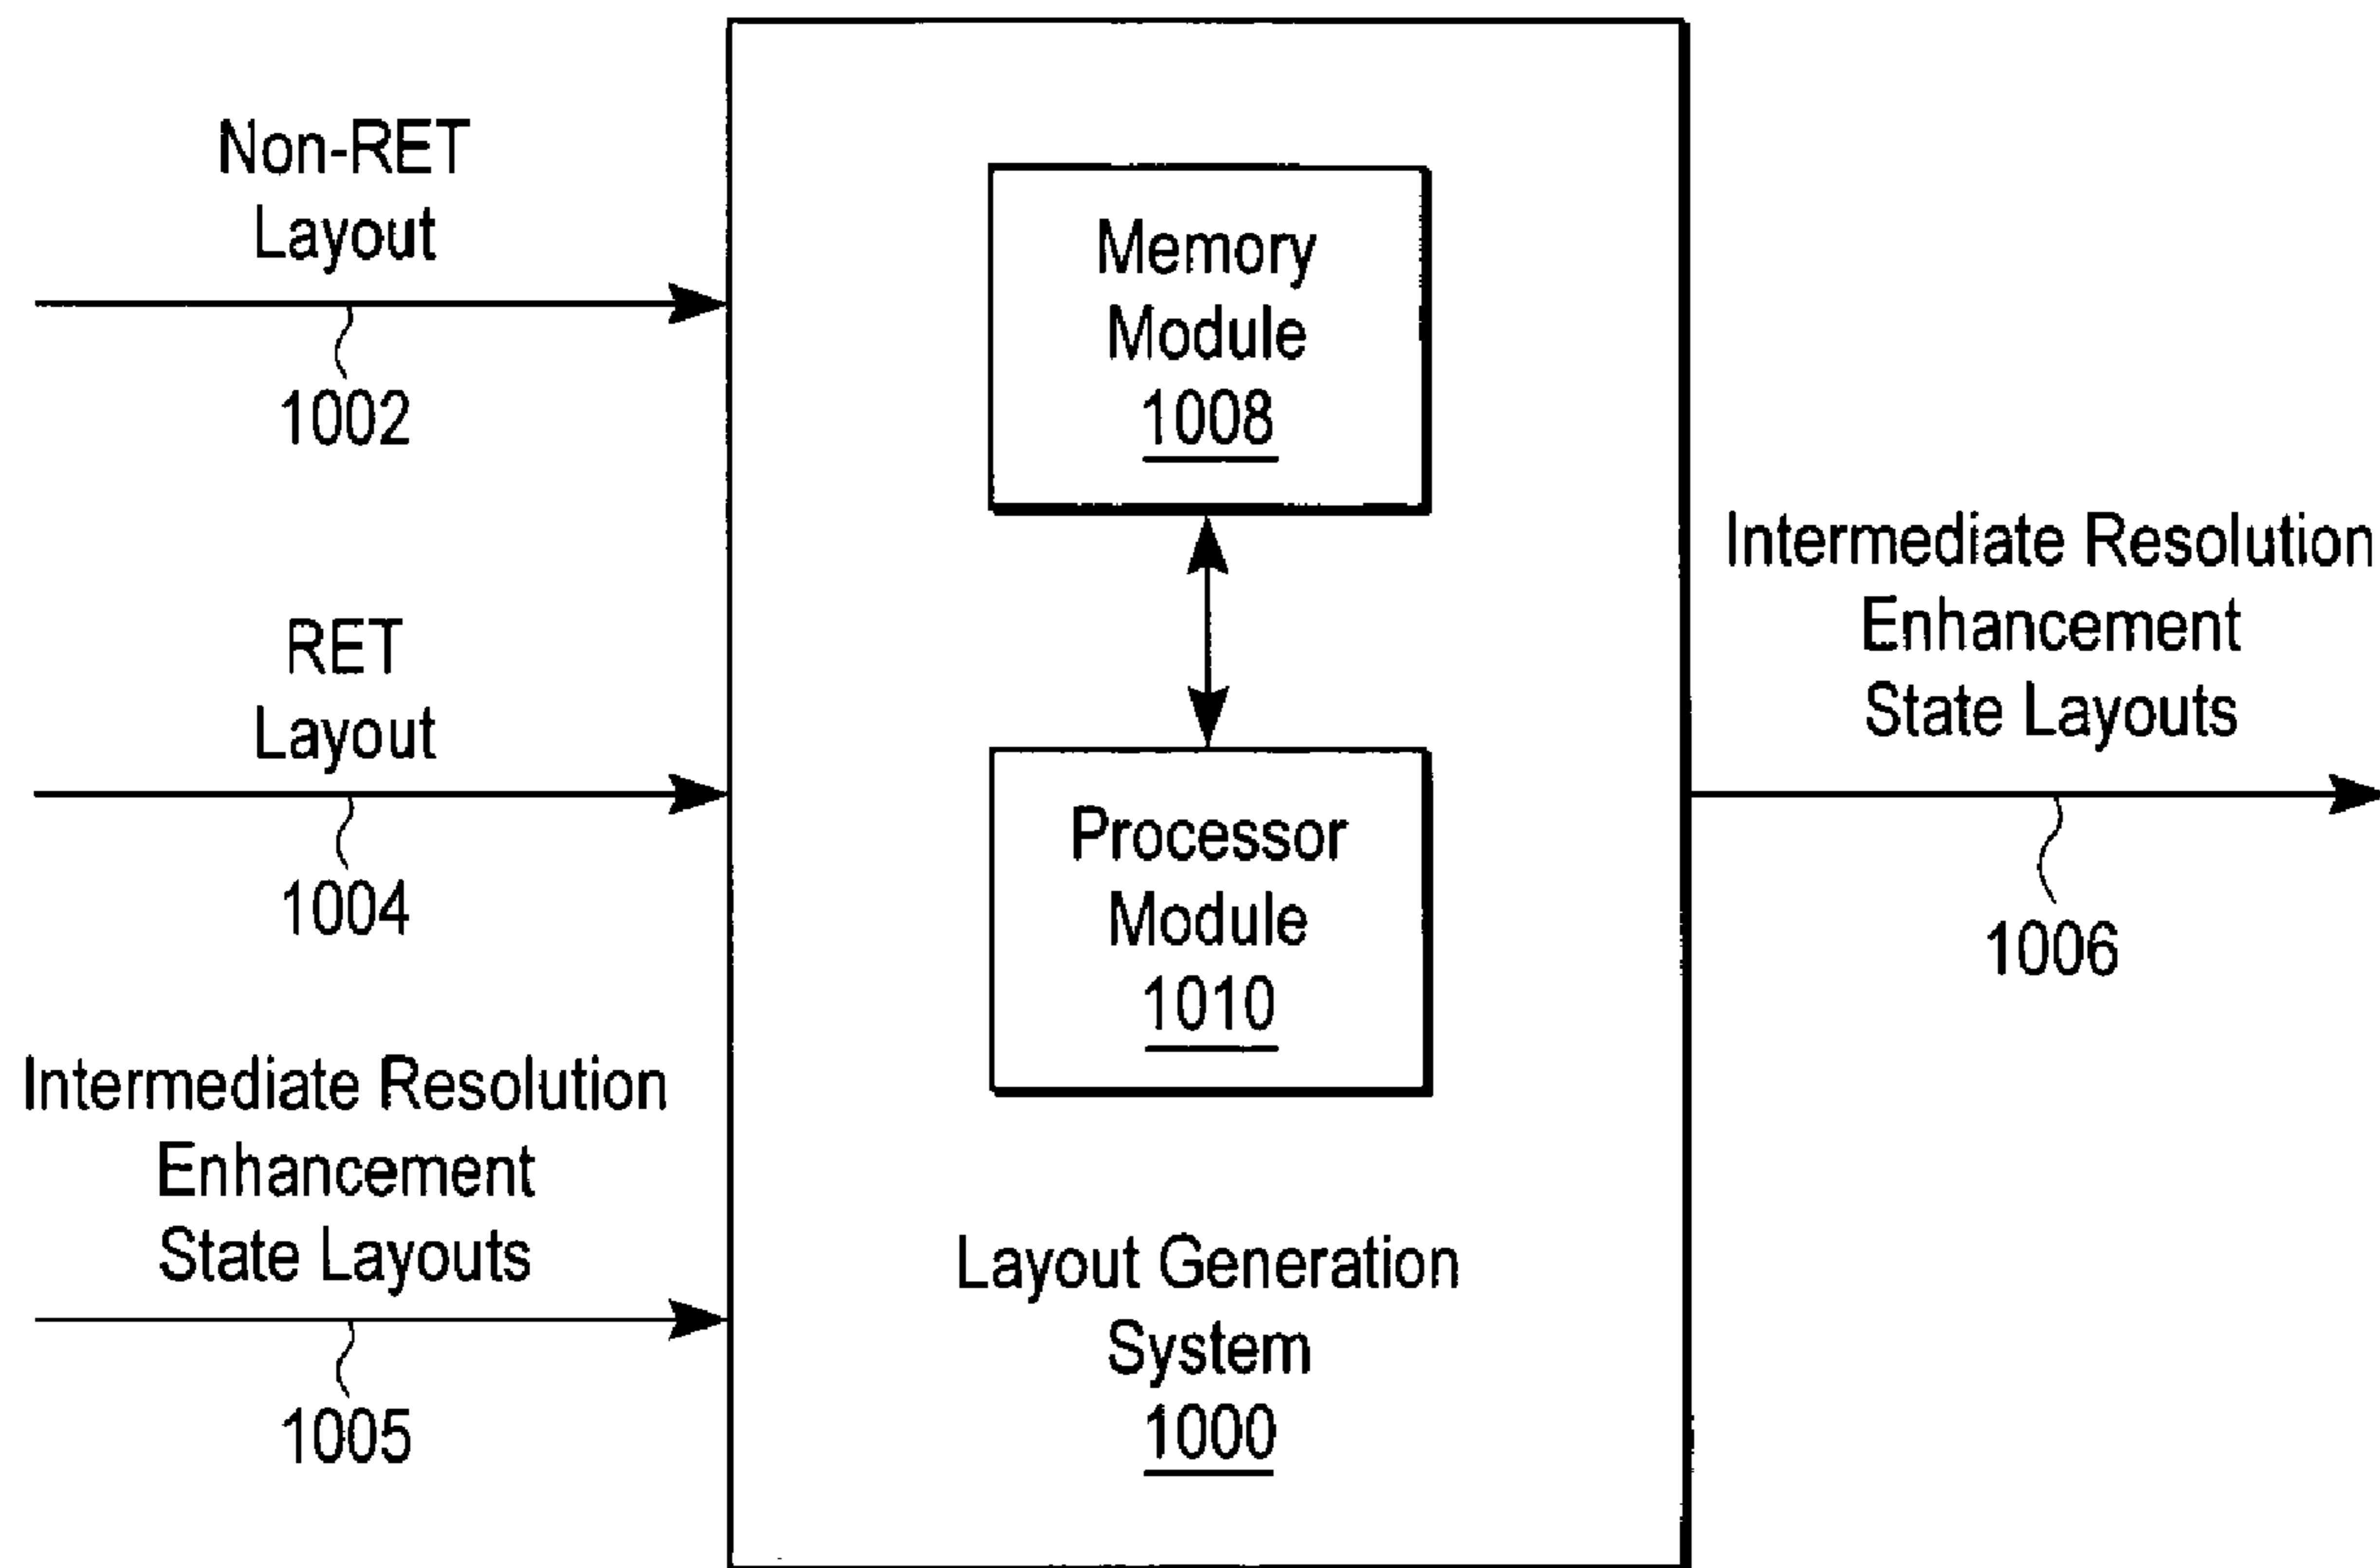 Non-RET
Layout
1002
RET
Layout
1004
Intermediate Resolution
Enhancement
State Layouts
1005
Memory
Module
1008
Processor
Module
1010
Layout Generation
System
1000
Intermediate Resolution
Enhancement
State Layouts
1006